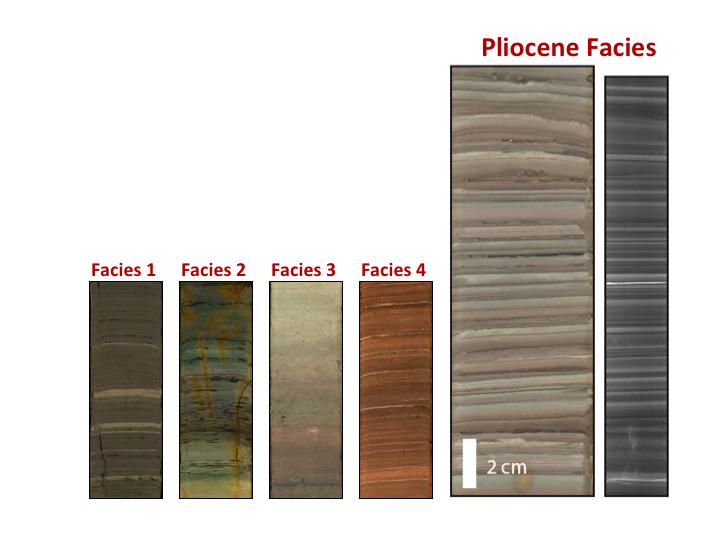 Pliocene Facies
Facies 1
Facies 2
Facies 3
Facies 4
2 cm